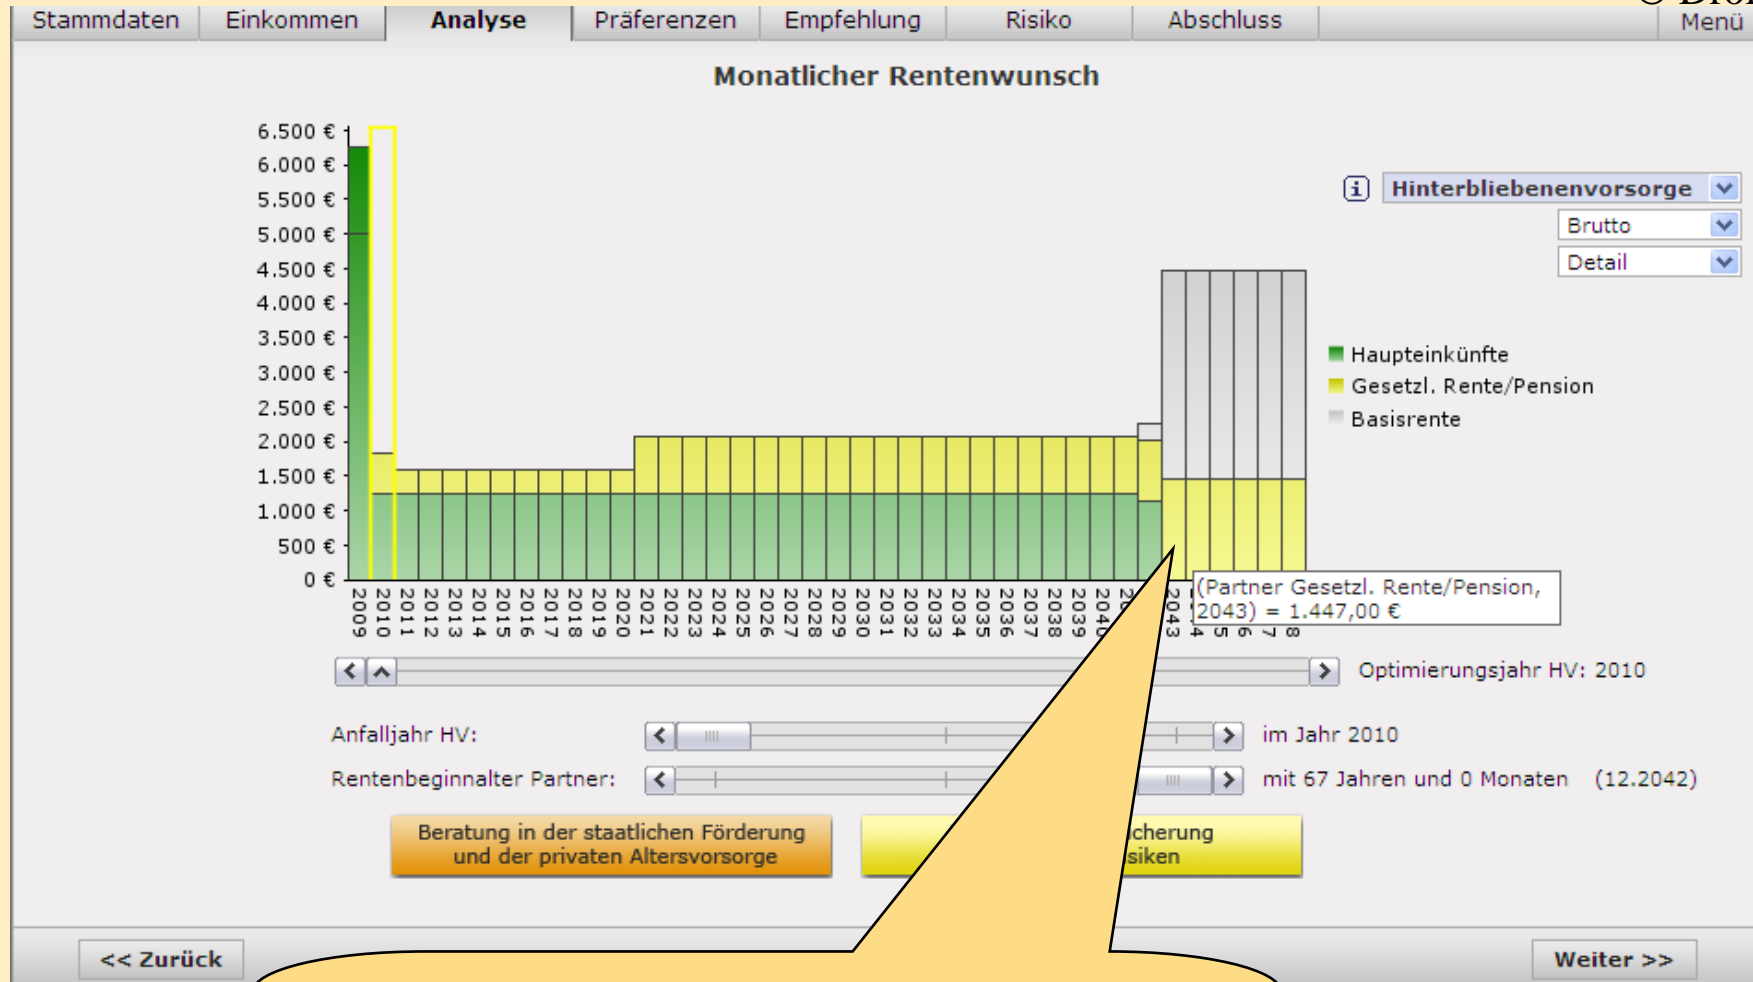 Stammdaten Einkommen Analyse Präferenzen Empfehlung Risiko Abschluss Menü
Monatlicher Rentenwunsch
6.500 €
6.000 €
5.500 €
5.000 €
4.500 €
4.000 €
3.500 €
3.000 €
2.500 €
2.000 €
1.500 €
1.000 €
500 €
0 €
i Hinterbliebenenvorsorge
Brutto
Detail
Haupteinkünfte
Gesetzl. Rente/Pension
Basisrente
2009 2010 2011 2012 2013 2014 2015 2016 2017 2018 2019 2020 2021 2022 2023 2024 2025 2026 2027 2028 2029 2030 2031 2032 2033 2034 2035 2036 2037 2038 2039 2040 2043
(Partner Gesetzl. Rente/Pension,
2043) = 1.447,00 €
Optimierungsjahr HV: 2010
Anfalljahr HV: im Jahr 2010
Rentenbeginnalter Partner: mit 67 Jahren und 0 Monaten (12.2042)
Beratung in der staatlichen Förderung
und der privaten Altersvorsorge
cherung
siken
<< Zurück Weiter >>